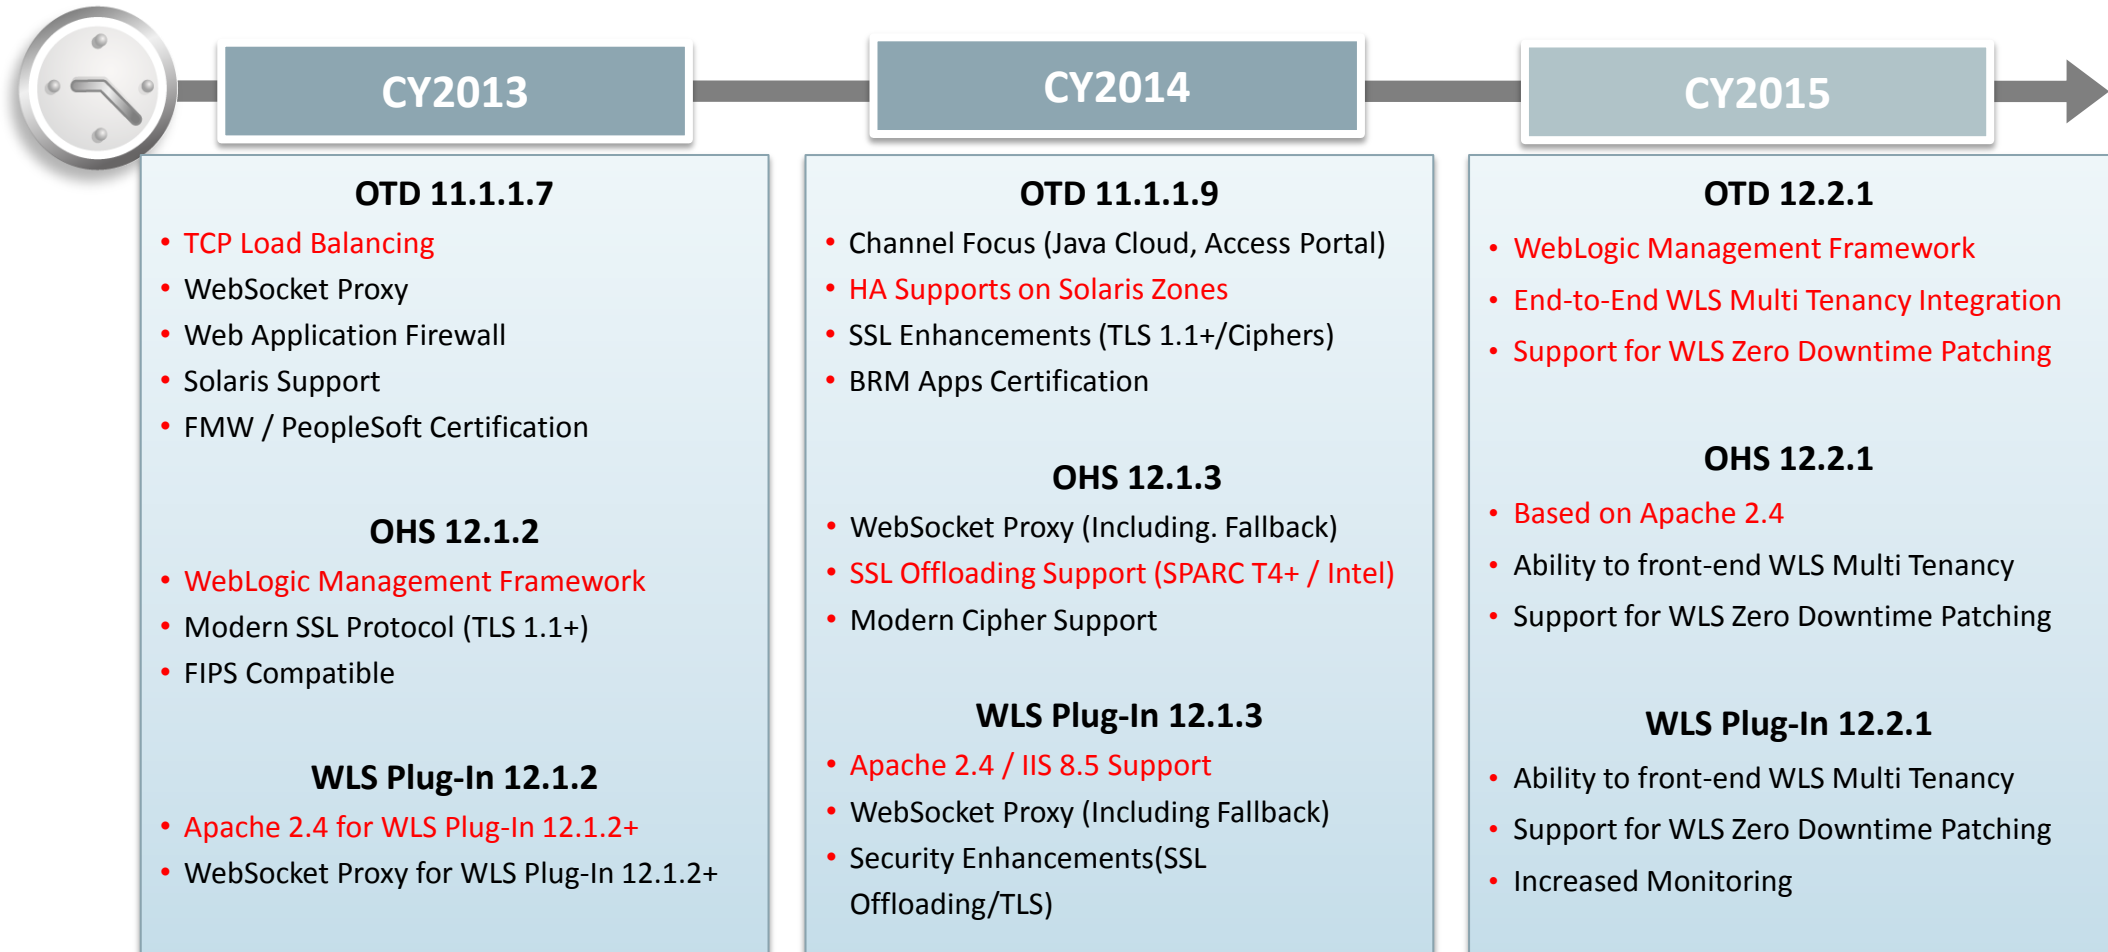 CY2013
CY2014
CY2015
OTD 11.1.1.7
• TCP Load Balancing
• WebSocket Proxy
• Web Application Firewall
• Solaris Support
• FMW / PeopleSoft Certification
OHS 12.1.2
• WebLogic Management Framework
• Modern SSL Protocol (TLS 1.1+)
• FIPS Compatible
WLS Plug-In 12.1.2
• Apache 2.4 for WLS Plug-In 12.1.2+
• WebSocket Proxy for WLS Plug-In 12.1.2+
OTD 11.1.1.9
• Channel Focus (Java Cloud, Access Portal)
• HA Supports on Solaris Zones
• SSL Enhancements (TLS 1.1+/Ciphers)
• BRM Apps Certification
OHS 12.1.3
• WebSocket Proxy (Including. Fallback)
• SSL Offloading Support (SPARC T4+ / Intel)
• Modern Cipher Support
WLS Plug-In 12.1.3
• Apache 2.4 / IIS 8.5 Support
• WebSocket Proxy (Including Fallback)
• Security Enhancements(SSL
Offloading/TLS)
OTD 12.2.1
• WebLogic Management Framework
• End-to-End WLS Multi Tenancy Integration
• Support for WLS Zero Downtime Patching
OHS 12.2.1
• Based on Apache 2.4
• Ability to front-end WLS Multi Tenancy
• Support for WLS Zero Downtime Patching
WLS Plug-In 12.2.1
• Ability to front-end WLS Multi Tenancy
• Support for WLS Zero Downtime Patching
• Increased Monitoring